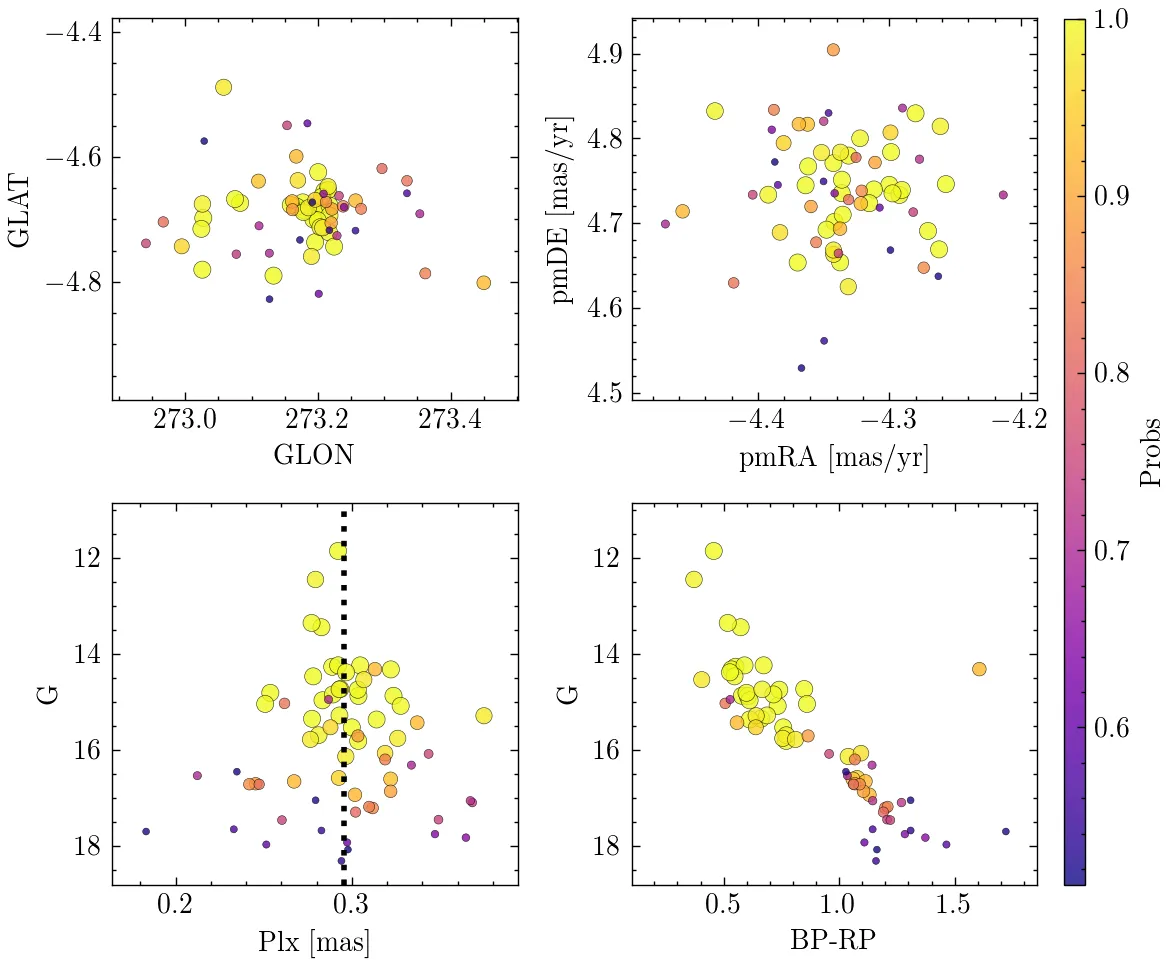 −4.4
−4.6
−4.8
GLAT
273.0 273.2 273.4
GLON
4.9
4.8
4.7
4.6
4.5
pmDE [mas/yr]
−4.4 −4.3 −4.2
pmRA [mas/yr]
12
14
16
18
G
0.2 0.3
Plx [mas]
12
14
16
18
G
0.5 1.0 1.5
BP-RP
1.0
0.9
0.8
0.7
0.6
Probs